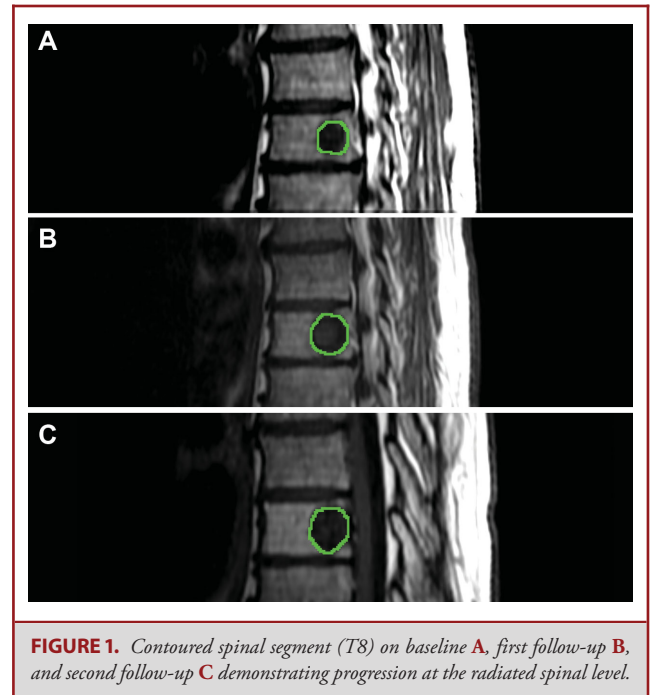 A
B
C
FIGURE 1. Contoured spinal segment (T8) on baseline A, first follow-up B,
and second follow-up C demonstrating progression at the radiated spinal level.